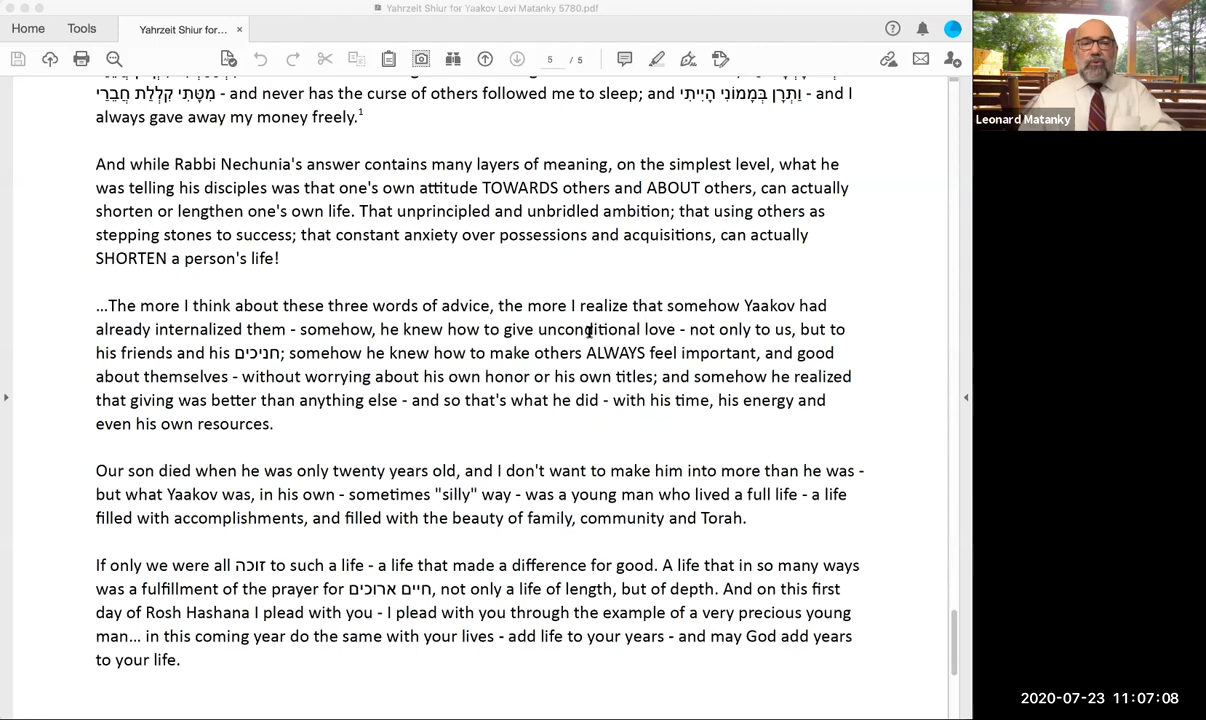 Yahrzeit Shiur for Yaakov Levi Matanky 5780.pdf
Home Tools Yahrzeit Shiur for... ×
5 / 5
מִטָּתִי קִלְלַת חֲבֵרַי - and never has the curse of others followed me to sleep; and וַתְּרָן בְּמָמוֹנִי הָיִיתִי - and I
always gave away my money freely.1
And while Rabbi Nechunia's answer contains many layers of meaning, on the simplest level, what he
was telling his disciples was that one's own attitude TOWARDS others and ABOUT others, can actually
shorten or lengthen one's own life. That unprincipled and unbridled ambition; that using others as
stepping stones to success; that constant anxiety over possessions and acquisitions, can actually
SHORTEN a person's life!
...The more I think about these three words of advice, the more I realize that somehow Yaakov had
already internalized them - somehow, he knew how to give unconditional love - not only to us, but to
his friends and his חניכים; somehow he knew how to make others ALWAYS feel important, and good
about themselves - without worrying about his own honor or his own titles; and somehow he realized
that giving was better than anything else - and so that's what he did - with his time, his energy and
even his own resources.
Our son died when he was only twenty years old, and I don't want to make him into more than he was -
but what Yaakov was, in his own - sometimes "silly" way - was a young man who lived a full life - a life
filled with accomplishments, and filled with the beauty of family, community and Torah.
If only we were all זוכה to such a life - a life that made a difference for good. A life that in so many ways
was a fulfillment of the prayer for חיים ארוכים, not only a life of length, but of depth. And on this first
day of Rosh Hashana I plead with you - I plead with you through the example of a very precious young
man... in this coming year do the same with your lives - add life to your years - and may God add years
to your life.
Leonard Matanky
2020-07-23 11:07:08